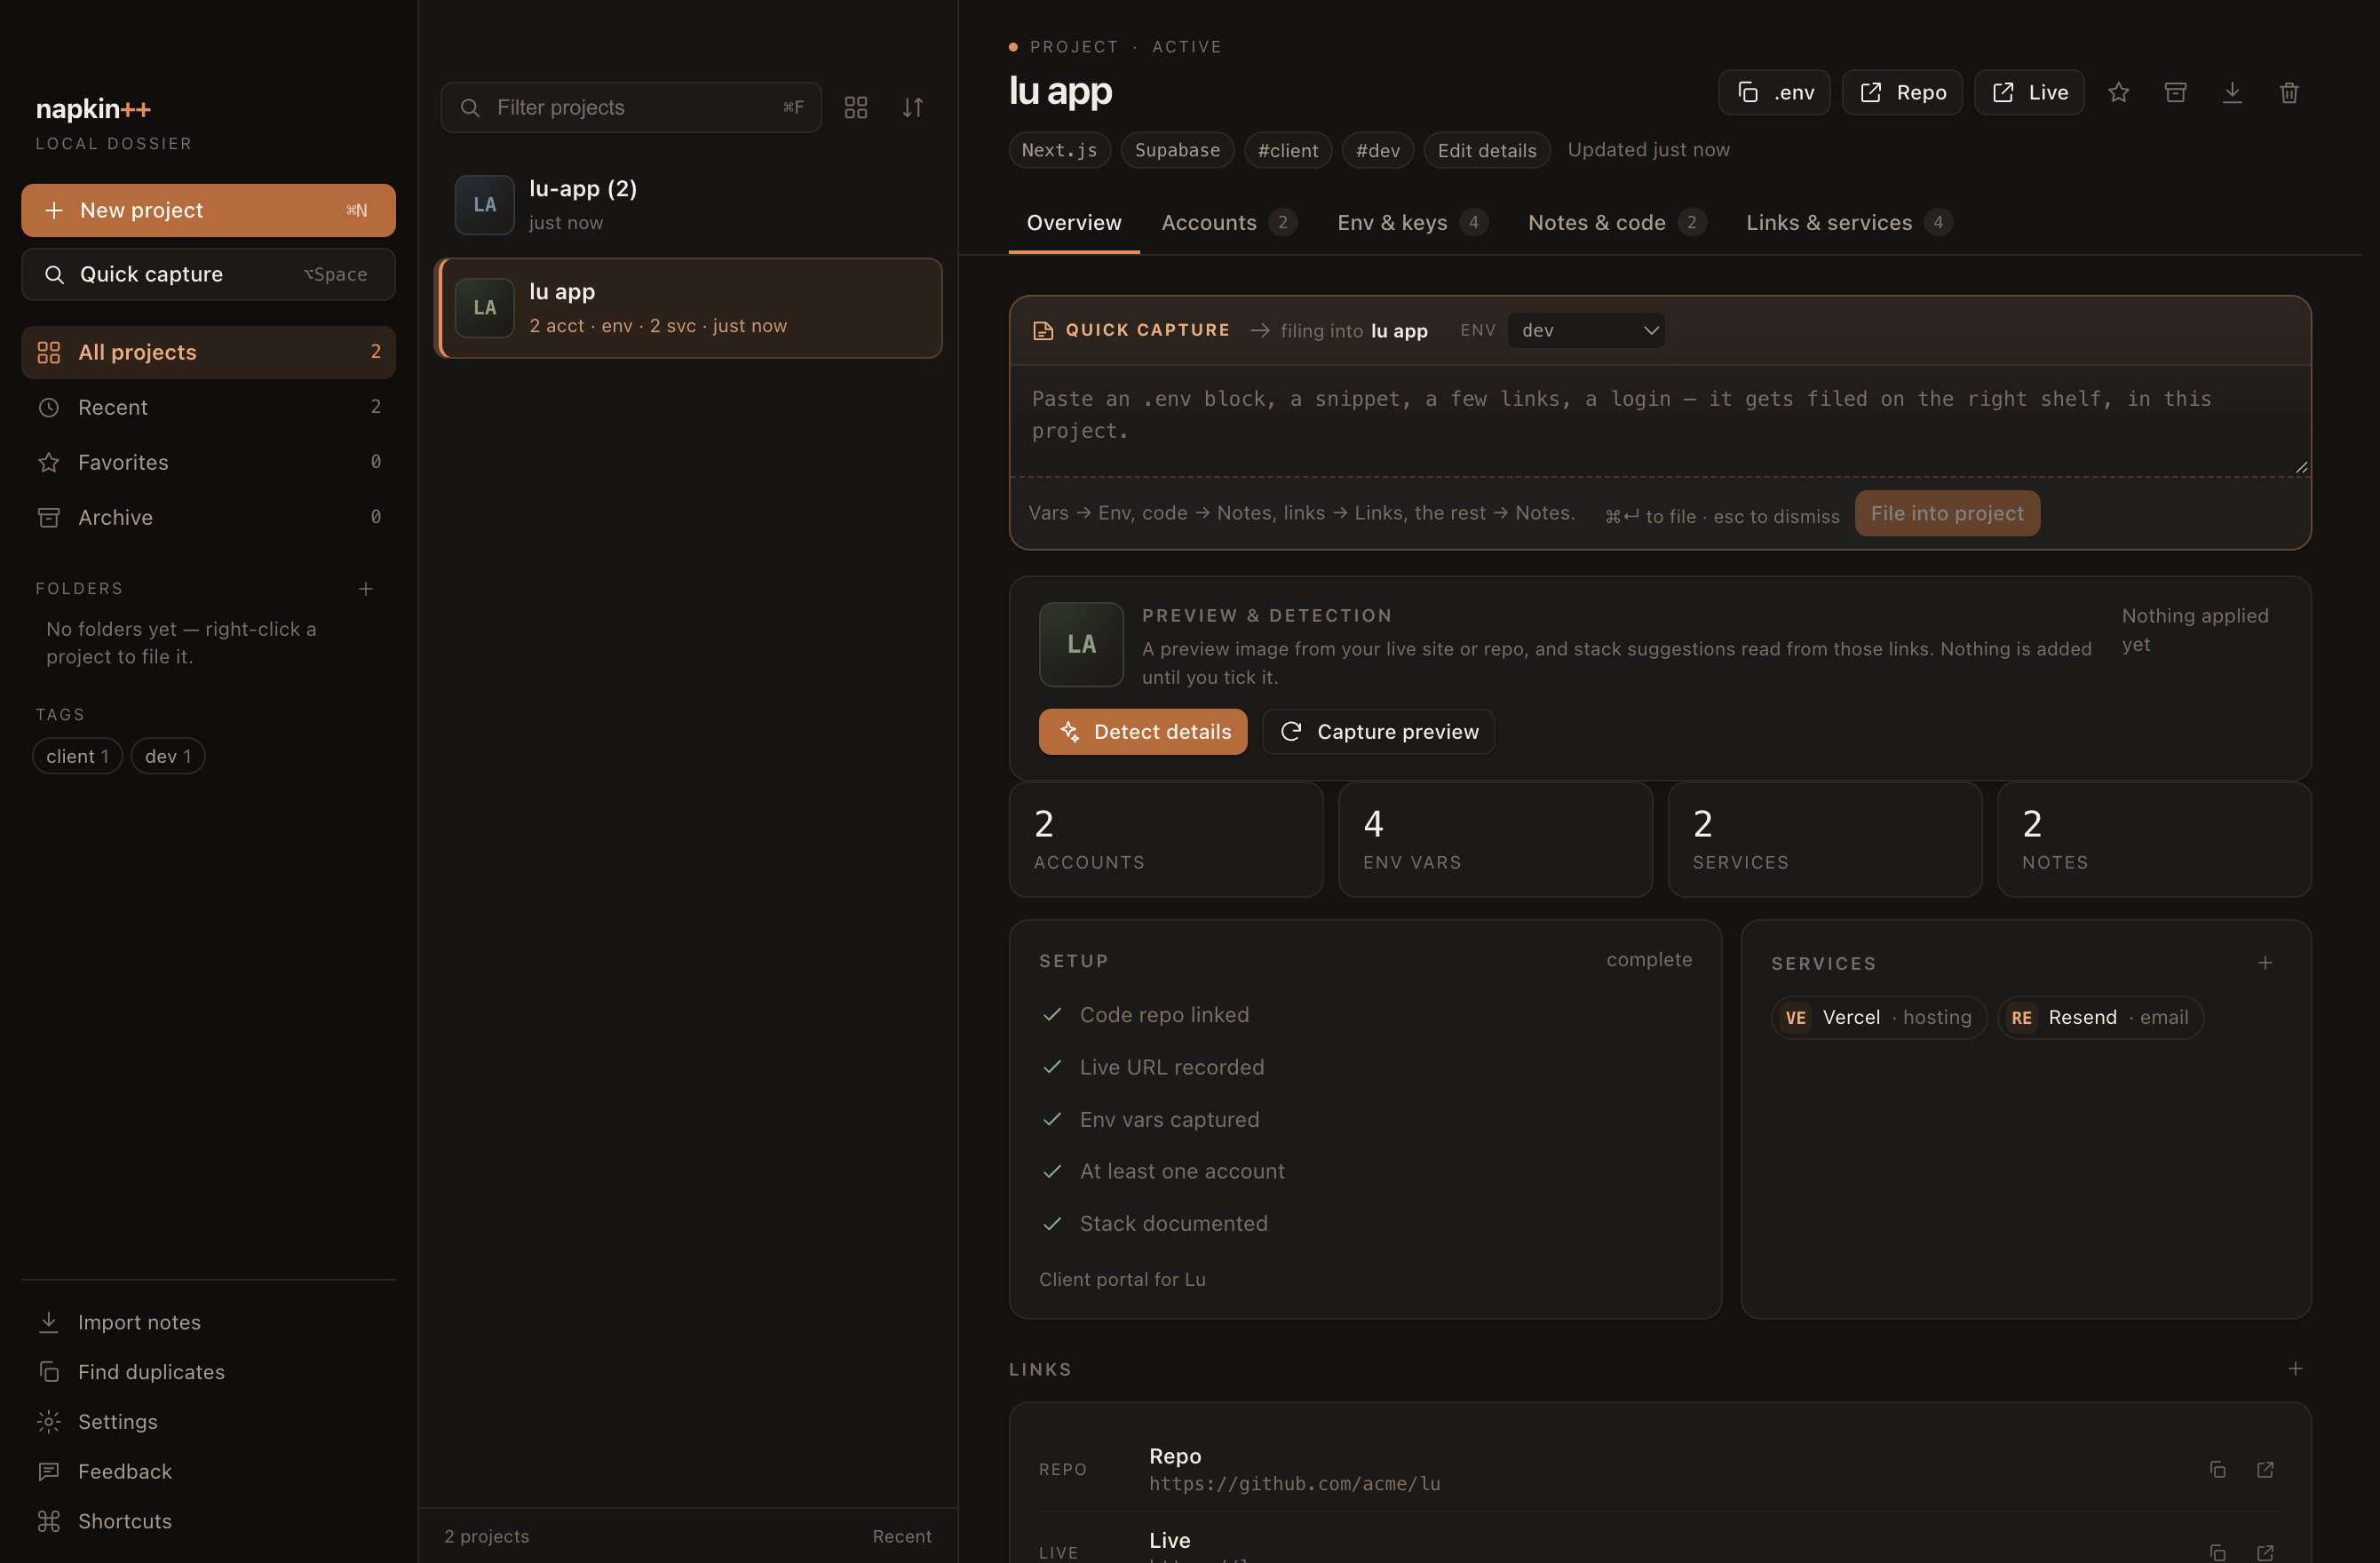 napkin++
LOCAL DOSSIER
New project ⌘N
Quick capture ⌥Space
All projects 2
Recent 2
Favorites 0
Archive 0
FOLDERS
No folders yet — right-click a
project to file it.
TAGS
client 1 dev 1
Import notes
Find duplicates
Settings
Feedback
Shortcuts
Filter projects ⌘F
LA
lu-app (2)
just now
LA
lu app
2 acct · env · 2 svc · just now
2 projects Recent
PROJECT · ACTIVE
lu app
.env Repo Live
Next.js Supabase #client #dev Edit details Updated just now
Overview Accounts 2 Env & keys 4 Notes & code 2 Links & services 4
QUICK CAPTURE → filing into lu app ENV dev
Paste an .env block, a snippet, a few links, a login — it gets filed on the right shelf, in this
project.
Vars → Env, code → Notes, links → Links, the rest → Notes. ⌘↵ to file · esc to dismiss File into project
LA
PREVIEW & DETECTION
A preview image from your live site or repo, and stack suggestions read from those links. Nothing is added
until you tick it.
Nothing applied
yet
Detect details Capture preview
2
ACCOUNTS
4
ENV VARS
2
SERVICES
2
NOTES
SETUP complete
Code repo linked
Live URL recorded
Env vars captured
At least one account
Stack documented
Client portal for Lu
SERVICES
VE Vercel · hosting RE Resend · email
LINKS
REPO
Repo
https://github.com/acme/lu
LIVE
Live